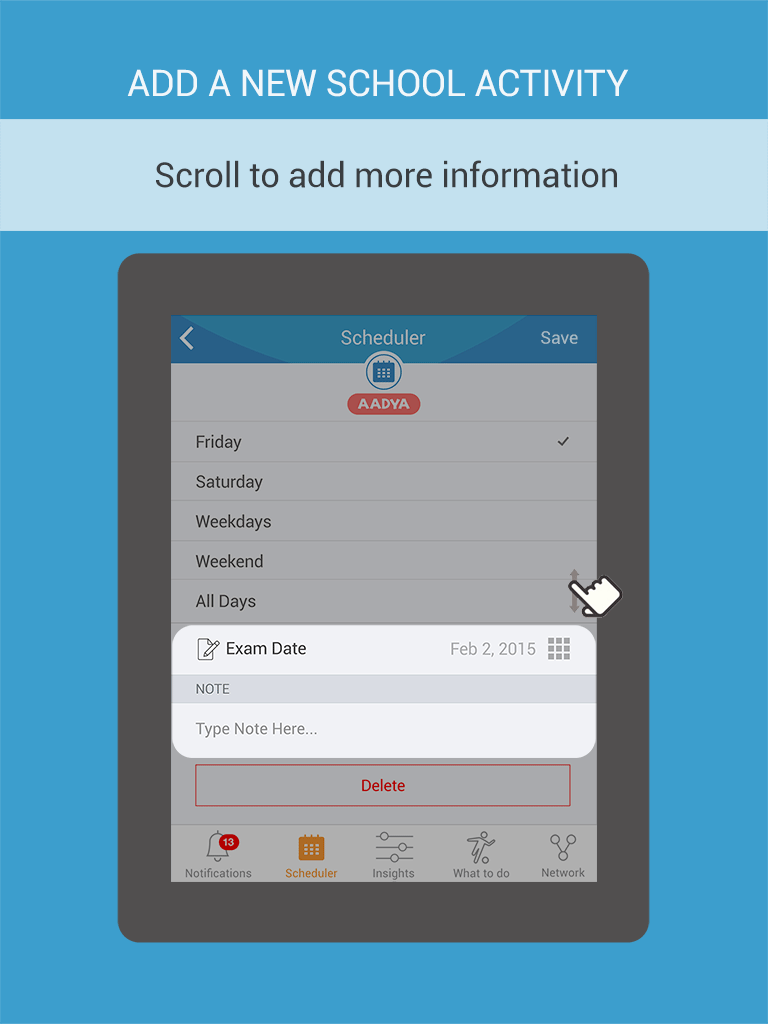 ADD A NEW SCHOOL ACTIVITY
Scroll to add more information
Scheduler
Save
AADYA
Friday
Saturday
Weekdays
Weekend
All Days
Exam Date
Feb 2, 2015
NOTE
Type Note Here...
Delete
13
Notifications
Scheduler
Insights
What to do
Network